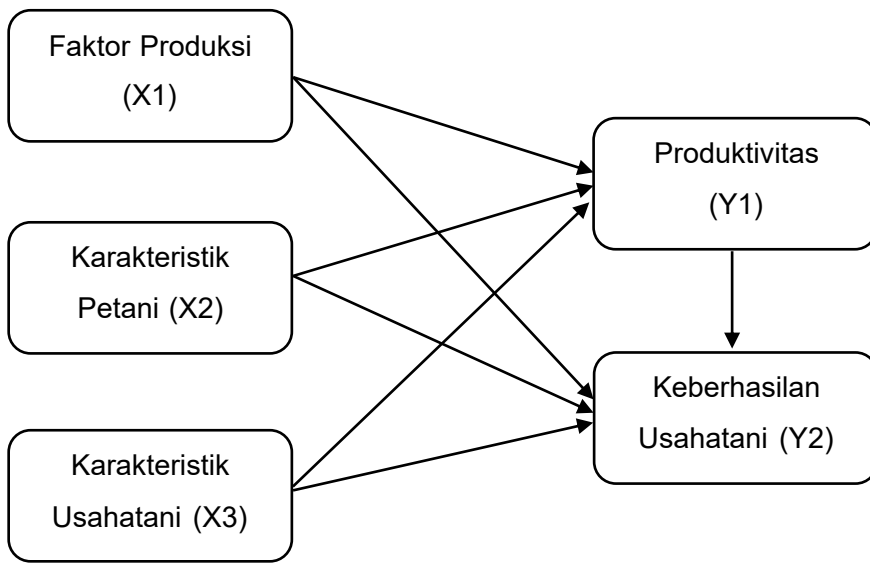 Faktor Produksi
(X1)
Produktivitas
(Y1)
Karakteristik
Petani (X2)
Keberhasilan
Usahatani (Y2)
Karakteristik
Usahatani (X3)